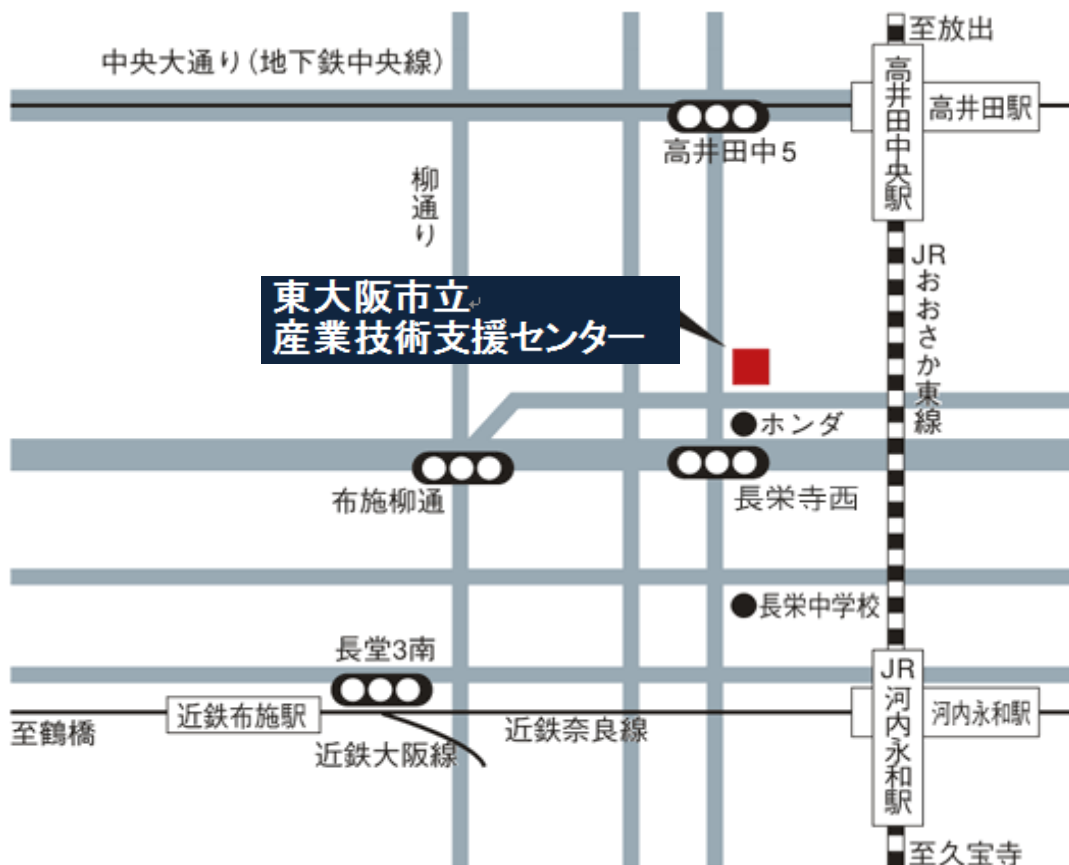 至放出
中央大通り(地下鉄中央線)
高井田中央駅
高井田駅
高井田中5
柳通り
JRおおさか東線
東大阪市立↵
産業技術支援センター
ホンダ
布施柳通
長栄寺西
長栄中学校
長堂3南
JR河内永和駅
近鉄布施駅
河内永和駅
至鶴橋
近鉄奈良線
近鉄大阪線
至久宝寺